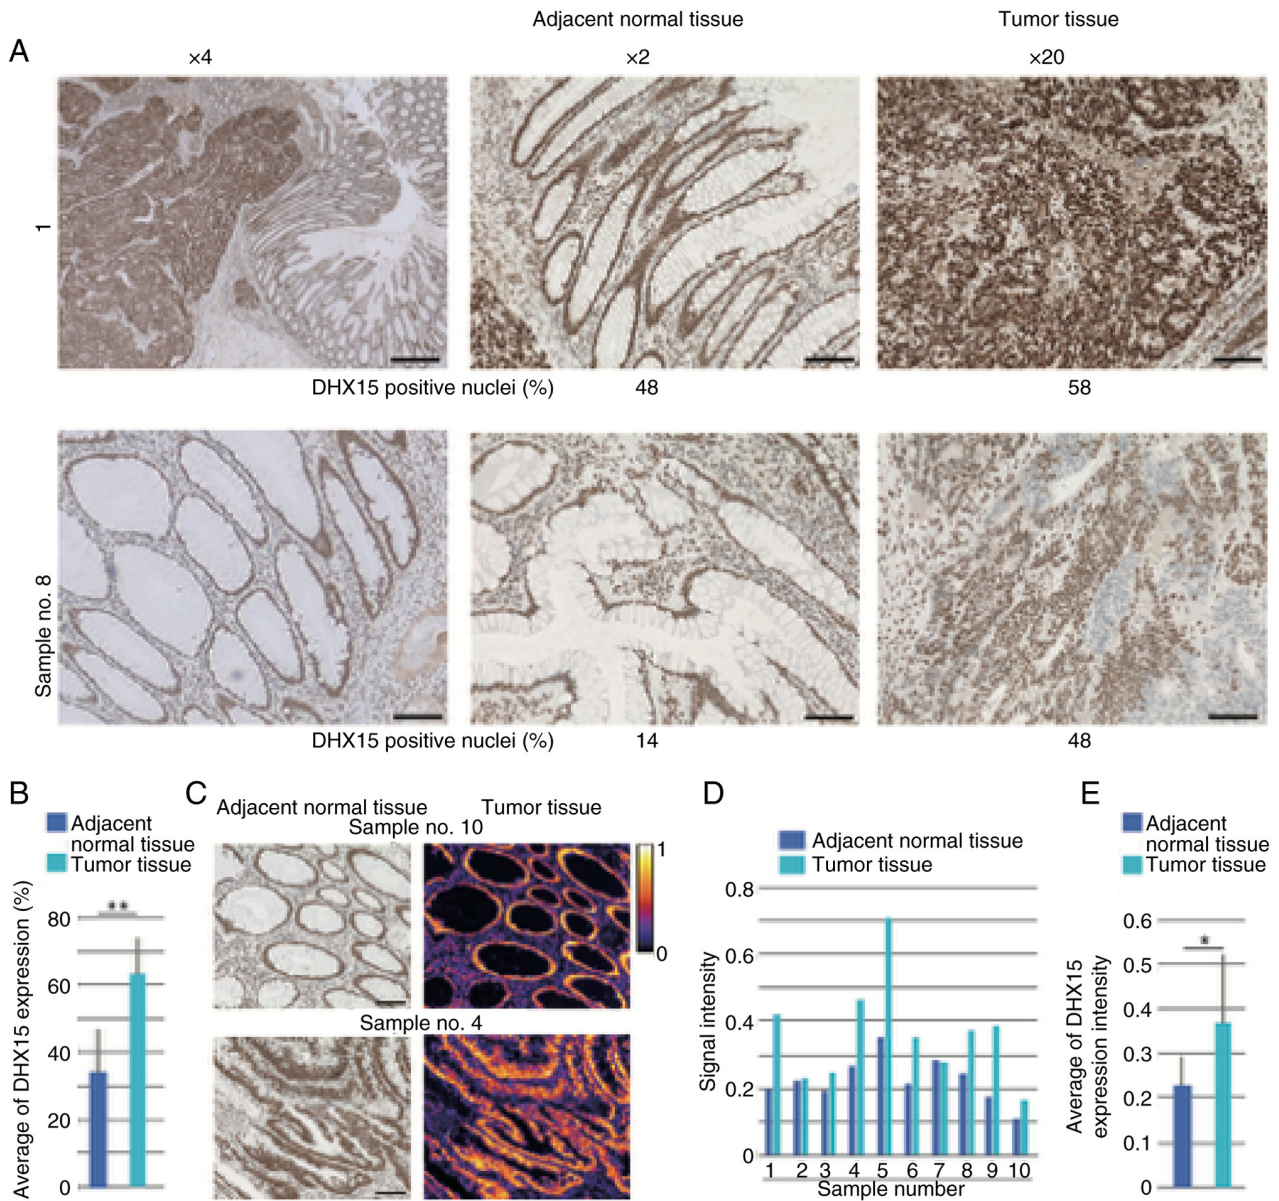 Adjacent normal tissue Tumor tissue
A ×4 ×2 ×20
1
DHX15 positive nuclei (%) 48 58
Sample no. 8
DHX15 positive nuclei (%) 14 48
B
Adjacent
normal tissue
Tumor tissue
Average of DHX15 expression (%)
**
80
60
40
20
0
C
Adjacent normal tissue Tumor tissue
Sample no. 10
1
0
Sample no. 4
D
Adjacent normal tissue
Tumor tissue
Signal intensity
0.8
0.6
0.4
0.2
0
1 2 3 4 5 6 7 8 9 10
Sample number
E
Adjacent
normal tissue
Tumor tissue
Average of DHX15
expression intensity
*
0.6
0.5
0.4
0.3
0.2
0.1
0